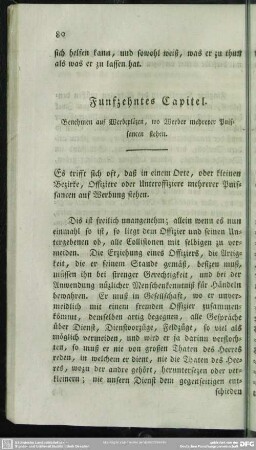 80
sich helfen kann, und sowohl weiß, was er zu thun
als was er zu lassen hat.
Funfzehntes Capitel.
Benehmen auf Werbeplätzen, wo Werber mehrerer Puis-
sancen stehen.
Es trifft sich oft, daß in einem Orte, oder kleinen
Bezirke, Offiziere oder Unteroffiziere mehrerer Puis-
sancen auf Werbung stehen.
Dis ist freilich unangenehm; allein wenn es nun
einmahl so ist, so liegt dem Offizier und seinen Un-
tergebenen ob, alle Collisionen mit selbigen zu ver-
meiden. Die Erziehung eines Offiziers, die Artig-
keit, die er seinem Stande gemäß, besitzen muß,
müssen ihn bei strenger Gerechtigkeit, und bei der
Anwendung nützlicher Menschenkenntniß für Händeln
bewahren. Er muß in Gesellschaft, wo er unver-
meidlich mit einem fremden Offizier zusammen-
kömmt, demselben artig begegnen, alle Gespräche
über Dienst, Dienstvorzüge, Feldzüge, so viel als
möglich vermeiden, und wird er ja darinn verfloch-
ten, so muß er nie von großen Thaten des Heeres
reden, in welchem er dient, nie die Thaten des Hee-
res, wozu der andre gehört, heruntersetzen oder ver-
kleinern; nie unsern Dienst dem gegenseitigen ent-
schieden
DFG